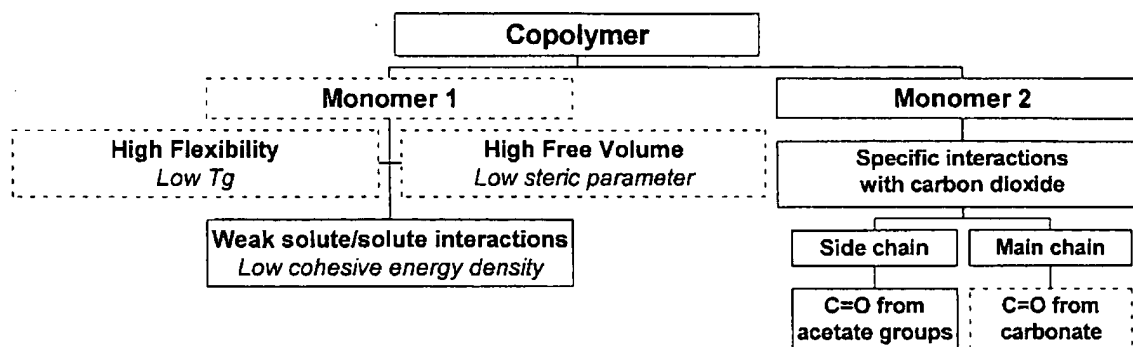 Copolymer
Monomer 1
Monomer 2
High Flexibility
Low Tg
High Free Volume
Low steric parameter
Specific interactions
with carbon dioxide
Weak solute/solute interactions
Low cohesive energy density
Side chain
Main chain
C=O from
acetate groups
C=O from
carbonate